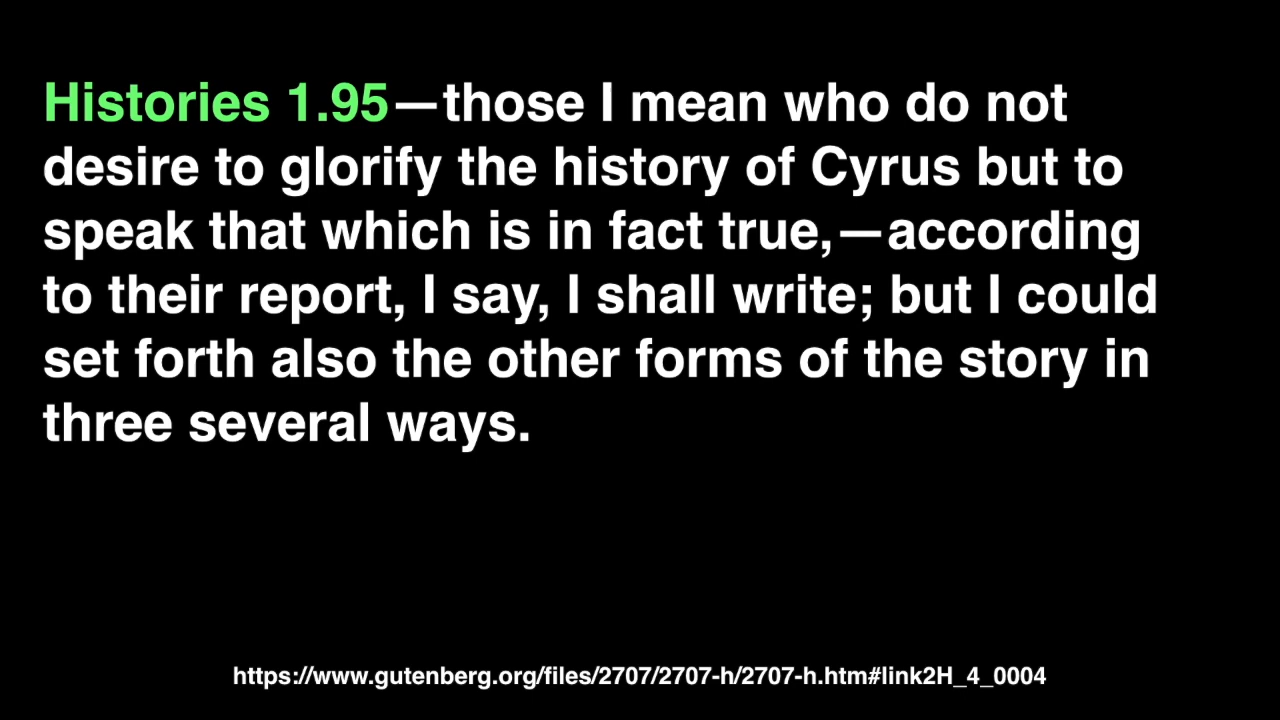 Histories 1.95—those I mean who do not
desire to glorify the history of Cyrus but to
speak that which is in fact true,—according
to their report, I say, I shall write; but I could
set forth also the other forms of the story in
three several ways.
https://www.gutenberg.org/files/2707/2707-h/2707-h.htm#link2H_4_0004